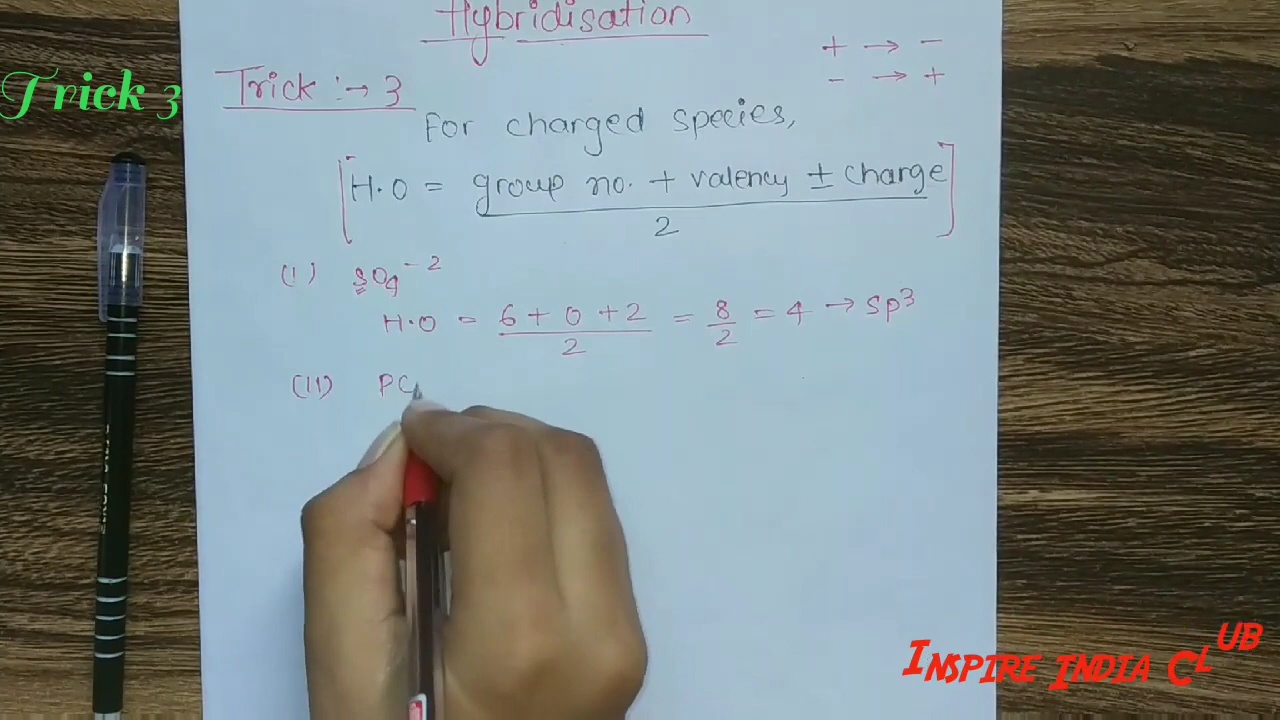 Hybridisation
+ → -
- → +
Trick 3
Trick :→ 3
For charged species,
[H.O = group no. + valency ± charge / 2]
(I) SO4 -2
H.O = 6 + 0 + 2 / 2 = 8/2 = 4 → sp3
(II) PC
INSPIRE INDIA CLUB